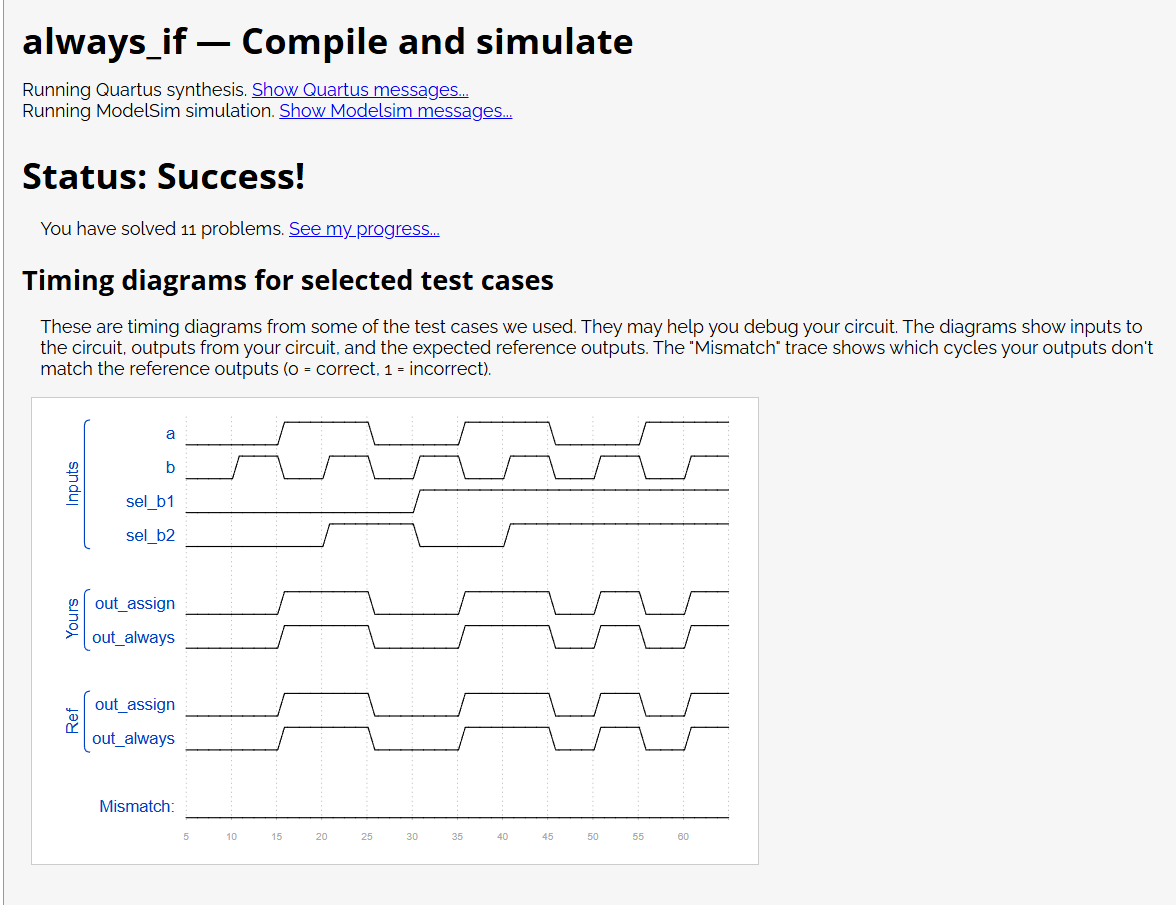 always_if — Compile and simulate
Running Quartus synthesis. Show Quartus messages...
Running ModelSim simulation. Show Modelsim messages...
Status: Success!
You have solved 11 problems. See my progress...
Timing diagrams for selected test cases
These are timing diagrams from some of the test cases we used. They may help you debug your circuit. The diagrams show inputs to
the circuit, outputs from your circuit, and the expected reference outputs. The "Mismatch" trace shows which cycles your outputs don't
match the reference outputs (0 = correct, 1 = incorrect).
Inputs
a
b
sel_b1
sel_b2
Yours
out_assign
out_always
Ref
out_assign
out_always
Mismatch:
5 10 15 20 25 30 35 40 45 50 55 60